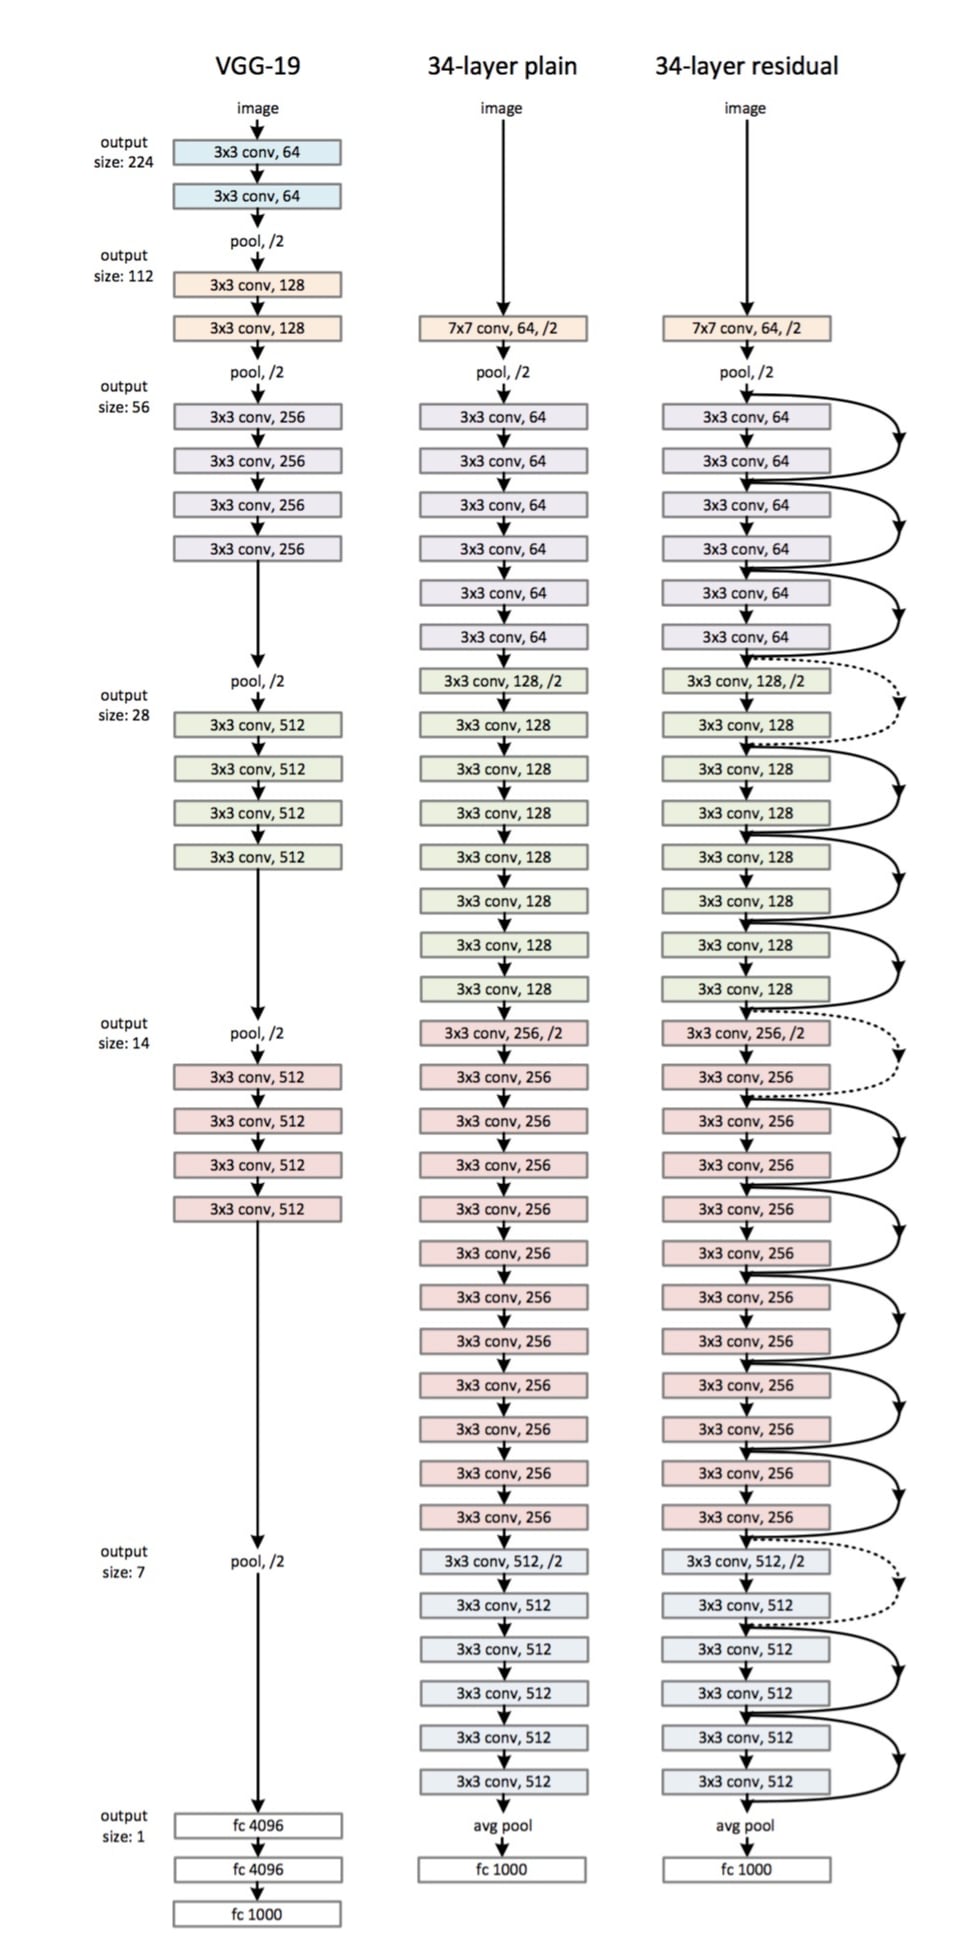 VGG-19
image
output
size: 224
3x3 conv, 64
3x3 conv, 64
pool, /2
output
size: 112
3x3 conv, 128
3x3 conv, 128
pool, /2
output
size: 56
3x3 conv, 256
3x3 conv, 256
3x3 conv, 256
3x3 conv, 256
pool, /2
output
size: 28
3x3 conv, 512
3x3 conv, 512
3x3 conv, 512
3x3 conv, 512
output
size: 14
pool, /2
3x3 conv, 512
3x3 conv, 512
3x3 conv, 512
3x3 conv, 512
output
size: 7
pool, /2
output
size: 1
fc 4096
fc 4096
fc 1000
34-layer plain
image
7x7 conv, 64, /2
pool, /2
3x3 conv, 64
3x3 conv, 64
3x3 conv, 64
3x3 conv, 64
3x3 conv, 64
3x3 conv, 64
3x3 conv, 128, /2
3x3 conv, 128
3x3 conv, 128
3x3 conv, 128
3x3 conv, 128
3x3 conv, 128
3x3 conv, 128
3x3 conv, 128
3x3 conv, 256, /2
3x3 conv, 256
3x3 conv, 256
3x3 conv, 256
3x3 conv, 256
3x3 conv, 256
3x3 conv, 256
3x3 conv, 256
3x3 conv, 256
3x3 conv, 256
3x3 conv, 256
3x3 conv, 256
3x3 conv, 512, /2
3x3 conv, 512
3x3 conv, 512
3x3 conv, 512
3x3 conv, 512
3x3 conv, 512
avg pool
fc 1000
34-layer residual
image
7x7 conv, 64, /2
pool, /2
3x3 conv, 64
3x3 conv, 64
3x3 conv, 64
3x3 conv, 64
3x3 conv, 64
3x3 conv, 64
3x3 conv, 128, /2
3x3 conv, 128
3x3 conv, 128
3x3 conv, 128
3x3 conv, 128
3x3 conv, 128
3x3 conv, 128
3x3 conv, 128
3x3 conv, 256, /2
3x3 conv, 256
3x3 conv, 256
3x3 conv, 256
3x3 conv, 256
3x3 conv, 256
3x3 conv, 256
3x3 conv, 256
3x3 conv, 256
3x3 conv, 256
3x3 conv, 256
3x3 conv, 256
3x3 conv, 512, /2
3x3 conv, 512
3x3 conv, 512
3x3 conv, 512
3x3 conv, 512
3x3 conv, 512
avg pool
fc 1000